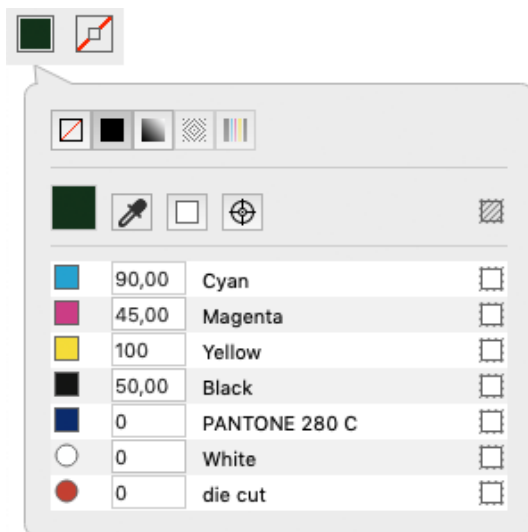 90,00 Cyan
45,00 Magenta
100 Yellow
50,00 Black
0 PANTONE 280 C
0 White
0 die cut